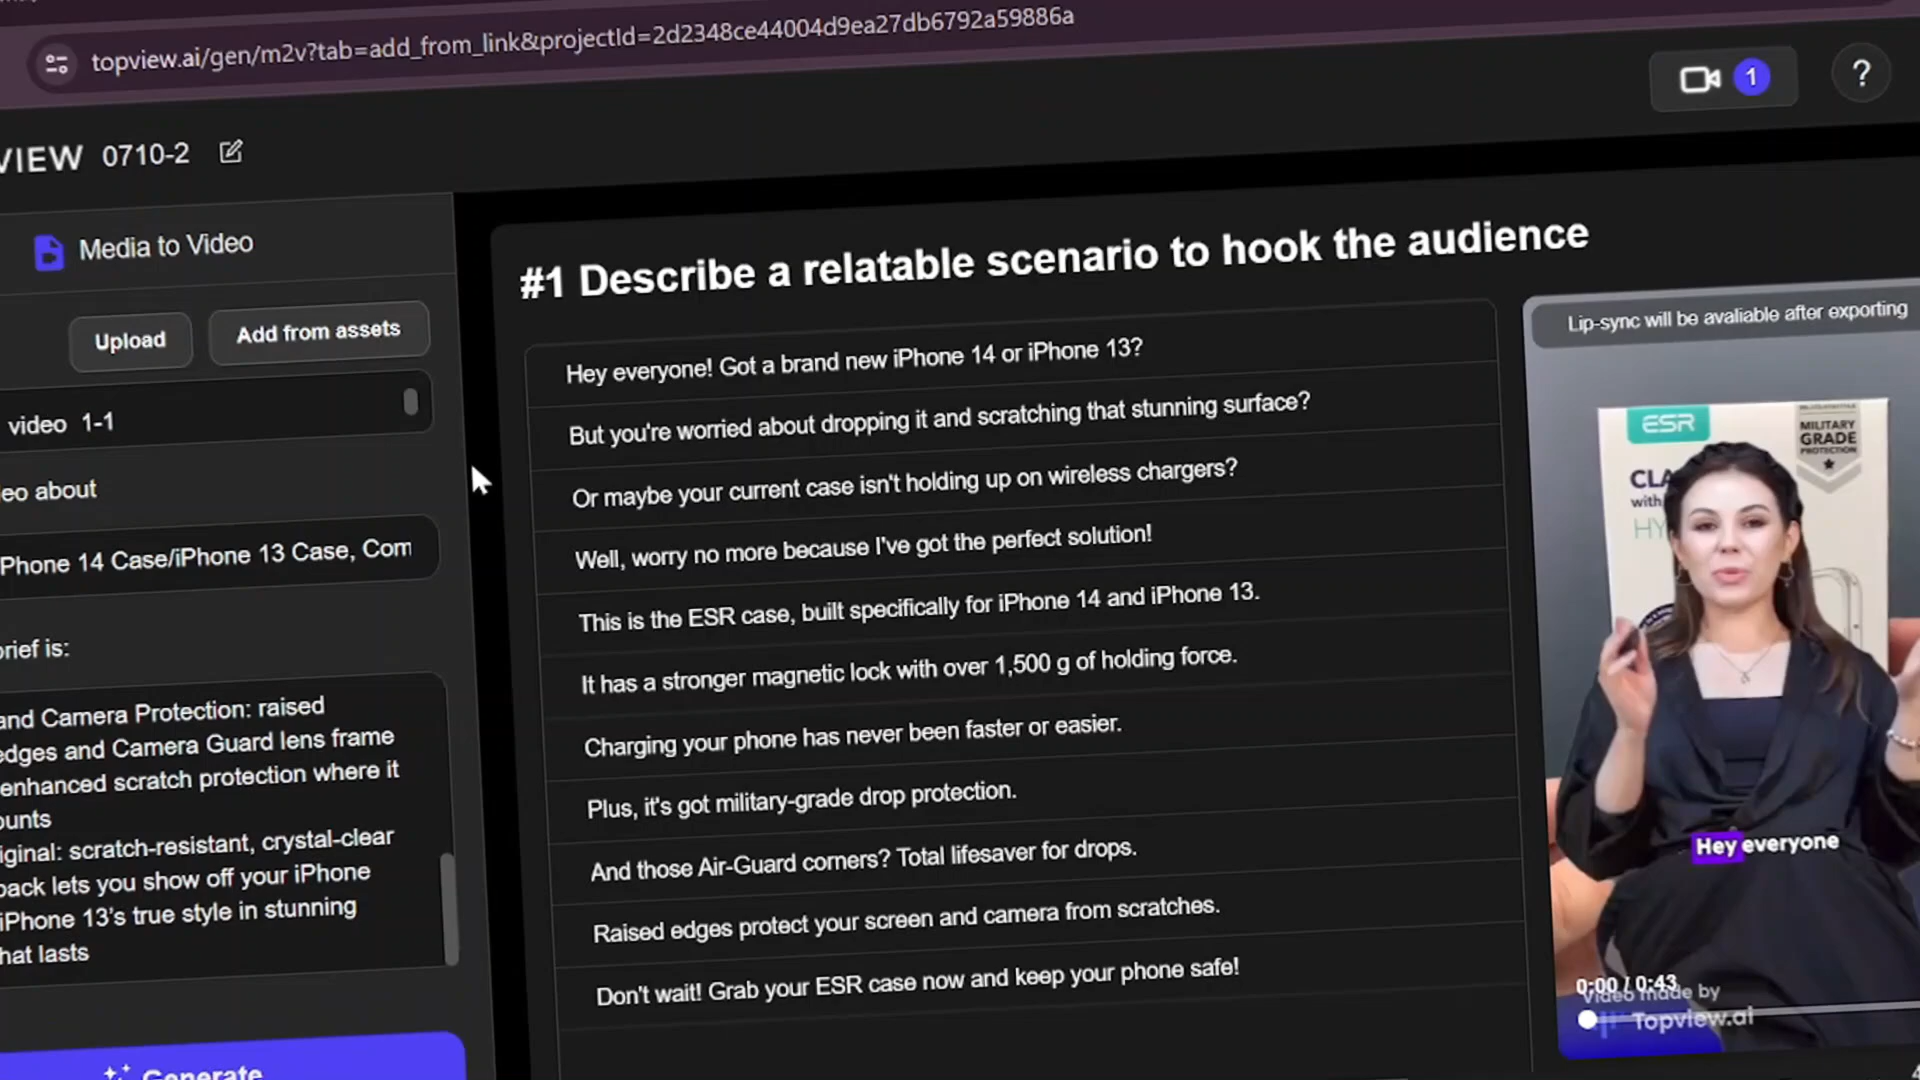 topview.ai/gen/m2v?tab=add_from_link&projectId=2d2348ce44004d9ea27db6792a59886a
1
?
VIEW 0710-2
Media to Video
Upload
Add from assets
video 1-1
eo about
Phone 14 Case/iPhone 13 Case, Com
rief is:
and Camera Protection: raised
edges and Camera Guard lens frame
enhanced scratch protection where it
ounts
iginal: scratch-resistant, crystal-clear
back lets you show off your iPhone
iPhone 13's true style in stunning
hat lasts
Generate
#1 Describe a relatable scenario to hook the audience
Hey everyone! Got a brand new iPhone 14 or iPhone 13?
But you're worried about dropping it and scratching that stunning surface?
Or maybe your current case isn't holding up on wireless chargers?
Well, worry no more because I've got the perfect solution!
This is the ESR case, built specifically for iPhone 14 and iPhone 13.
It has a stronger magnetic lock with over 1,500 g of holding force.
Charging your phone has never been faster or easier.
Plus, it's got military-grade drop protection.
And those Air-Guard corners? Total lifesaver for drops.
Raised edges protect your screen and camera from scratches.
Don't wait! Grab your ESR case now and keep your phone safe!
Lip-sync will be avaliable after exporting
ESR
MILITARY
GRADE
PROTECTION
CLA
with
HY
Hey everyone
0:00 / 0:43
Video made by
Topview.ai